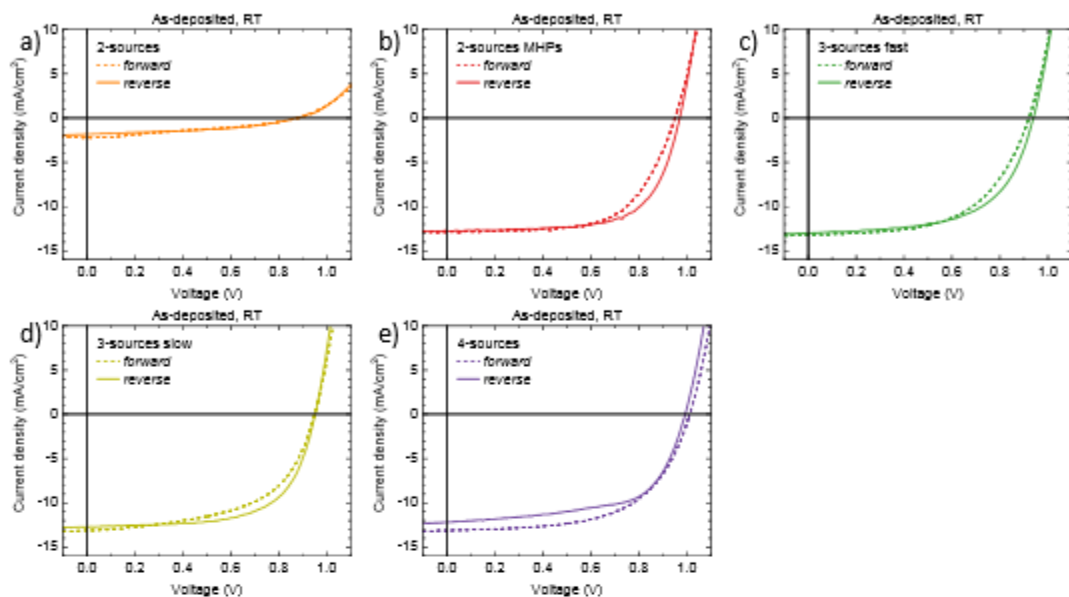 a)
As-deposited, RT
2-sources
forward
reverse
Current density (mA/cm²)
10
5
0
-5
-10
-15
0.0 0.2 0.4 0.6 0.8 1.0
Voltage (V)
b)
As-deposited, RT
2-sources MHPs
forward
reverse
Current density (mA/cm²)
10
5
0
-5
-10
-15
0.0 0.2 0.4 0.6 0.8 1.0
Voltage (V)
c)
As-deposited, RT
3-sources fast
forward
reverse
Current density (mA/cm²)
10
5
0
-5
-10
-15
0.0 0.2 0.4 0.6 0.8 1.0
Voltage (V)
d)
As-deposited, RT
3-sources slow
forward
reverse
Current density (mA/cm²)
10
5
0
-5
-10
-15
0.0 0.2 0.4 0.6 0.8 1.0
Voltage (V)
e)
As-deposited, RT
4-sources
forward
reverse
Current density (mA/cm²)
10
5
0
-5
-10
-15
0.0 0.2 0.4 0.6 0.8 1.0
Voltage (V)